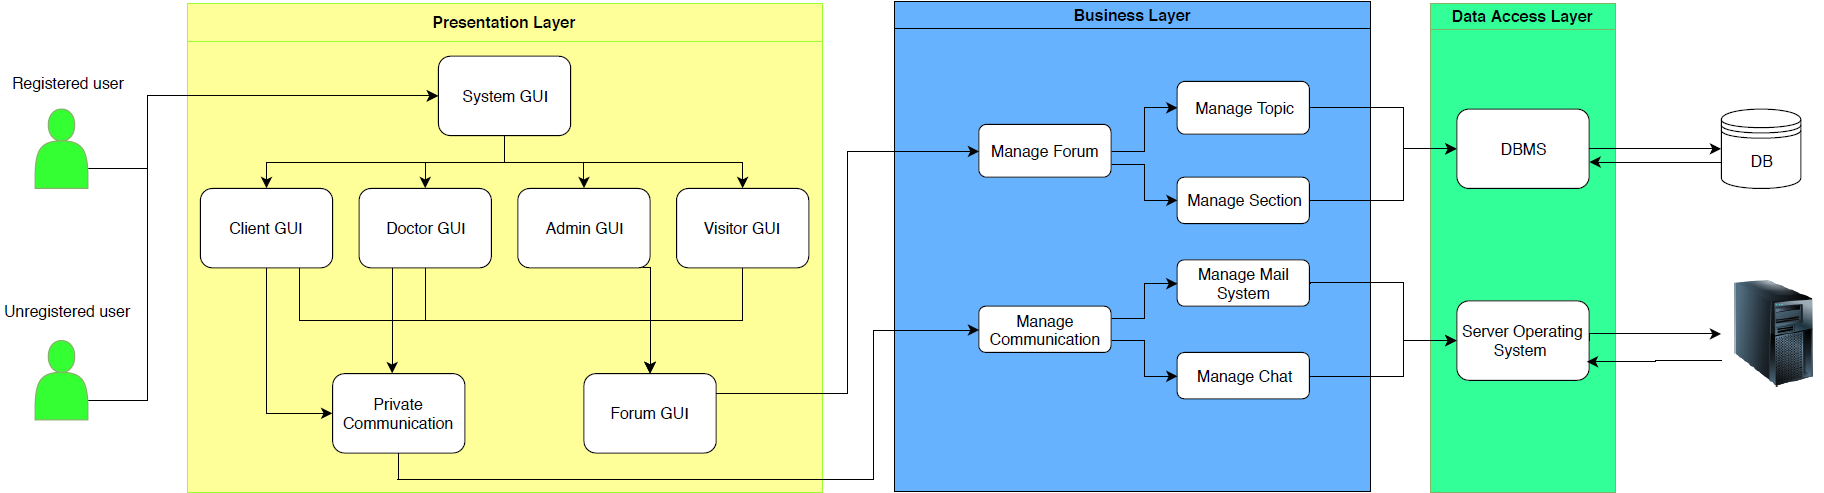 Presentation Layer
Business Layer
Data Access Layer
Registered user
System GUI
Manage Topic
Manage Forum
DBMS
DB
Manage Section
Client GUI
Doctor GUI
Admin GUI
Visitor GUI
Manage Mail
System
Unregistered user
Manage
Communication
Server Operating
System
Manage Chat
Private
Communication
Forum GUI